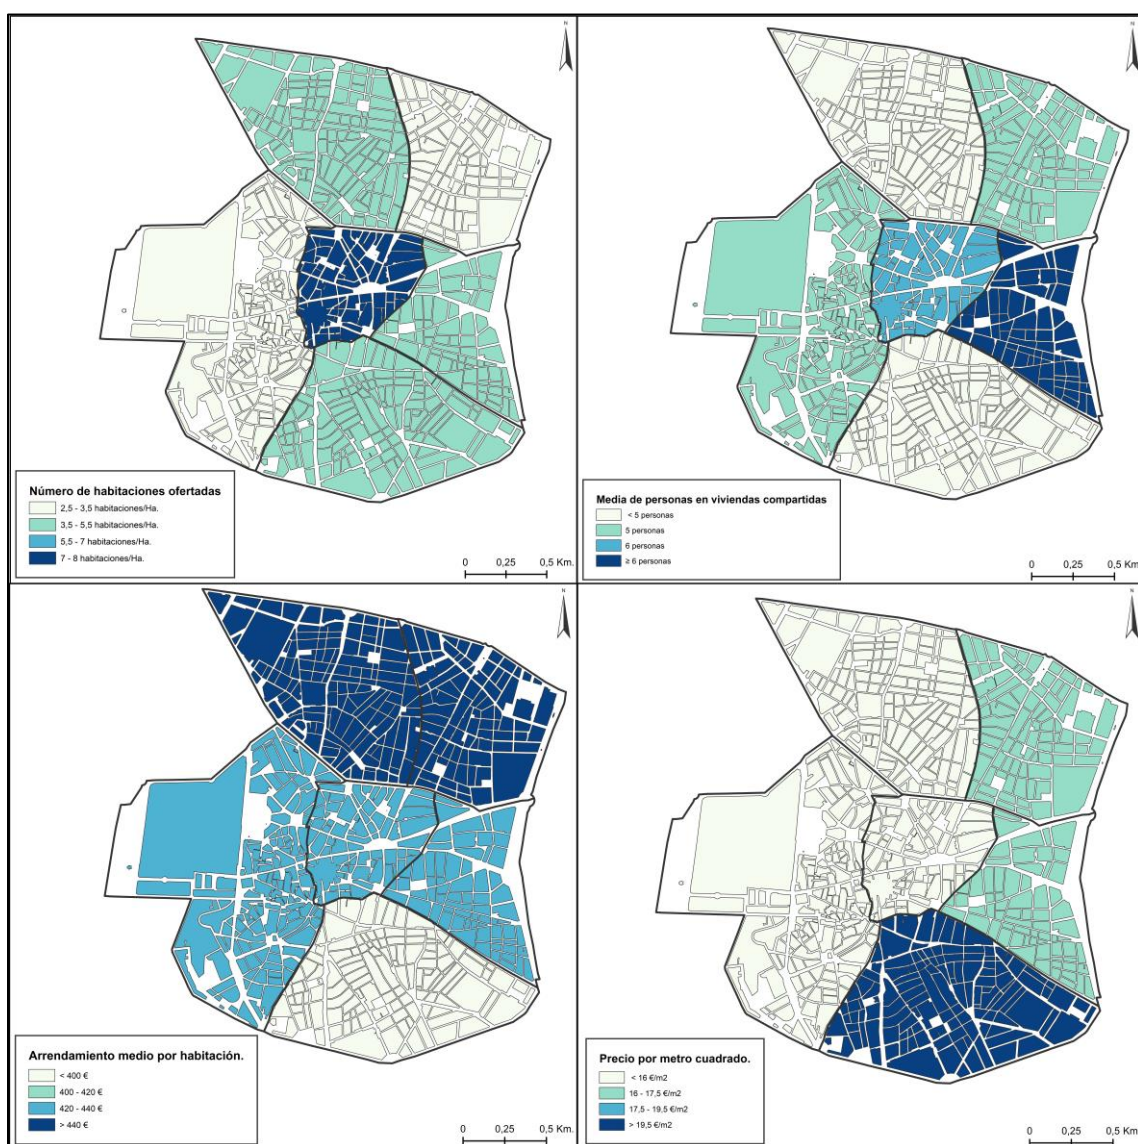 N
Número de habitaciones ofertadas
2,5 - 3,5 habitaciones/Ha.
3,5 - 5,5 habitaciones/Ha.
5,5 - 7 habitaciones/Ha.
7 - 8 habitaciones/Ha.
0 0,25 0,5 Km.
N
Media de personas en viviendas compartidas
< 5 personas
5 personas
6 personas
≥ 6 personas
0 0,25 0,5 Km
N
Arrendamiento medio por habitación.
< 400 €
400 - 420 €
420 - 440 €
> 440 €
0 0,25 0,5 Km.
N
Precio por metro cuadrado.
< 16 €/m2
16 - 17,5 €/m2
17,5 - 19,5 €/m2
> 19,5 €/m2
0 0,25 0,5 Km.